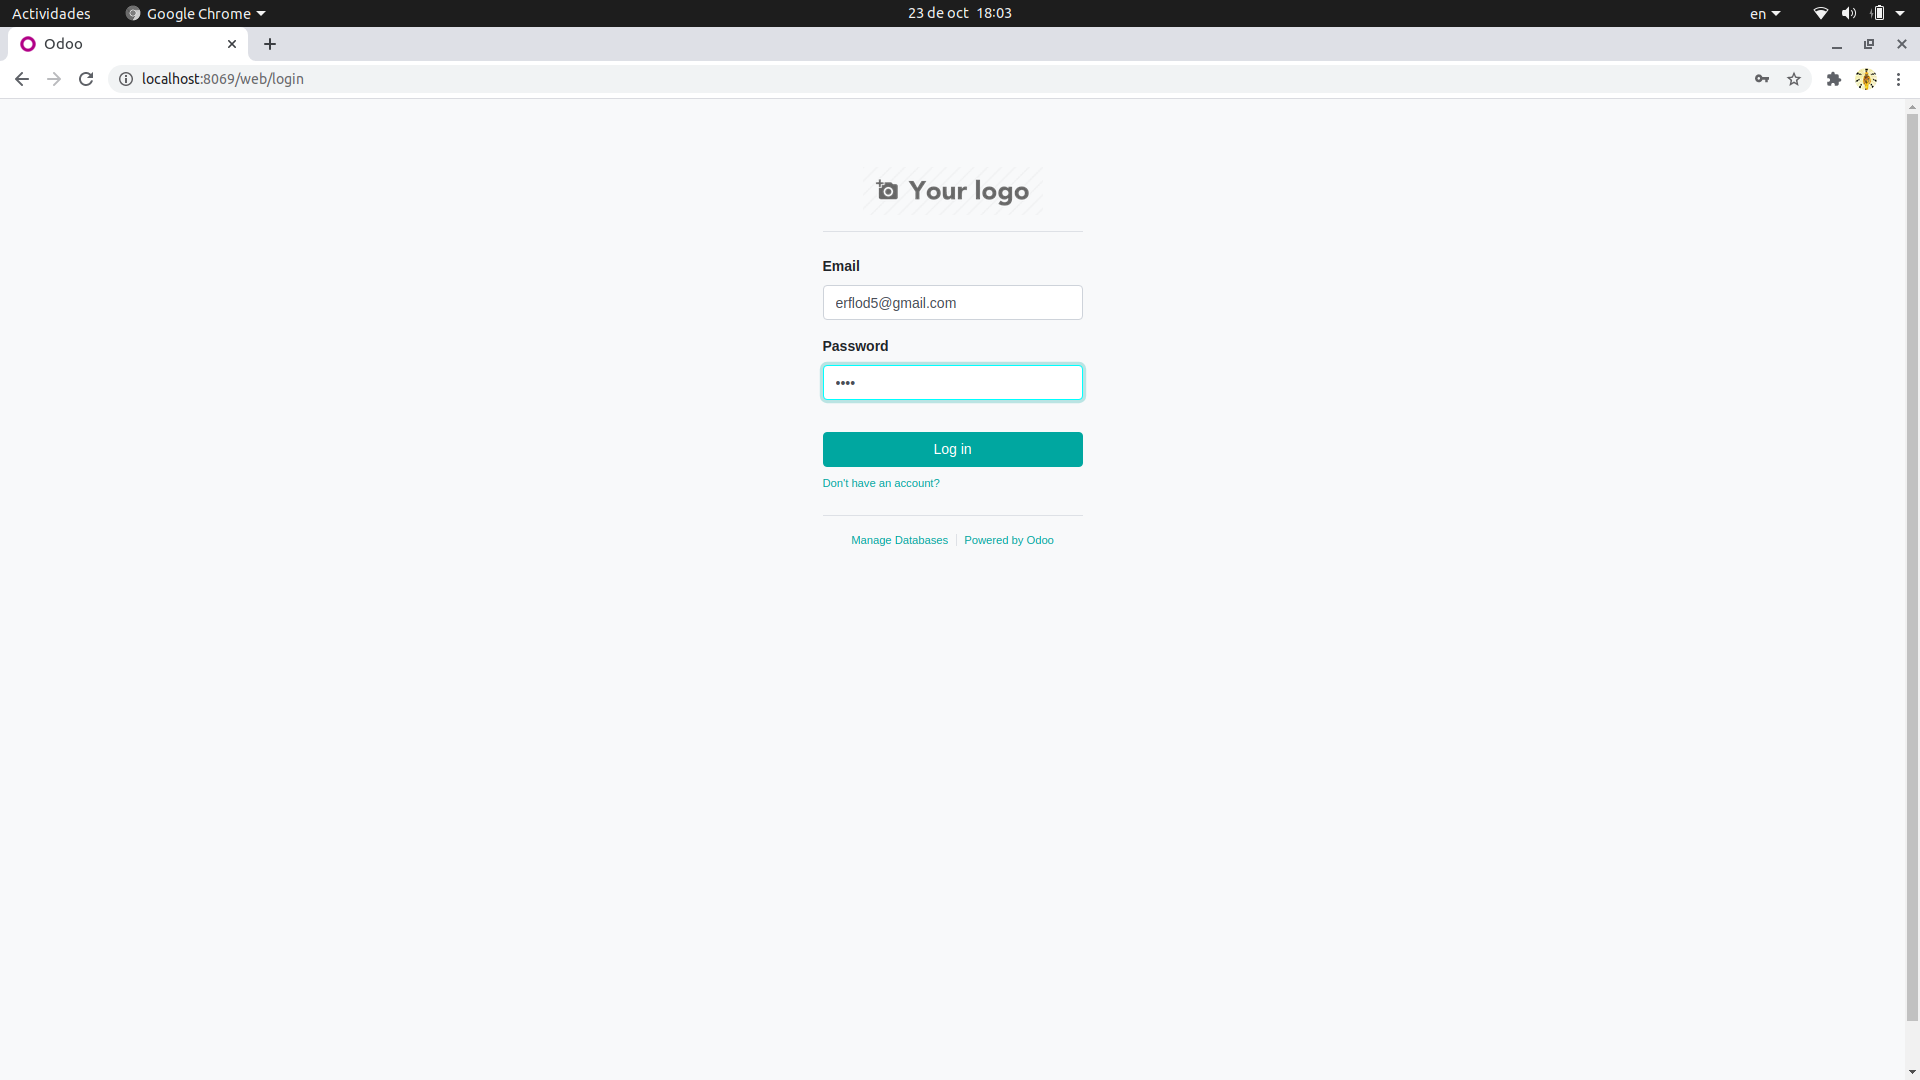 Actividades Google Chrome 23 de oct 18:03 en
Odoo
localhost:8069/web/login
Your logo
Email
erflod5@gmail.com
Password
••••
Log in
Don't have an account?
Manage Databases Powered by Odoo